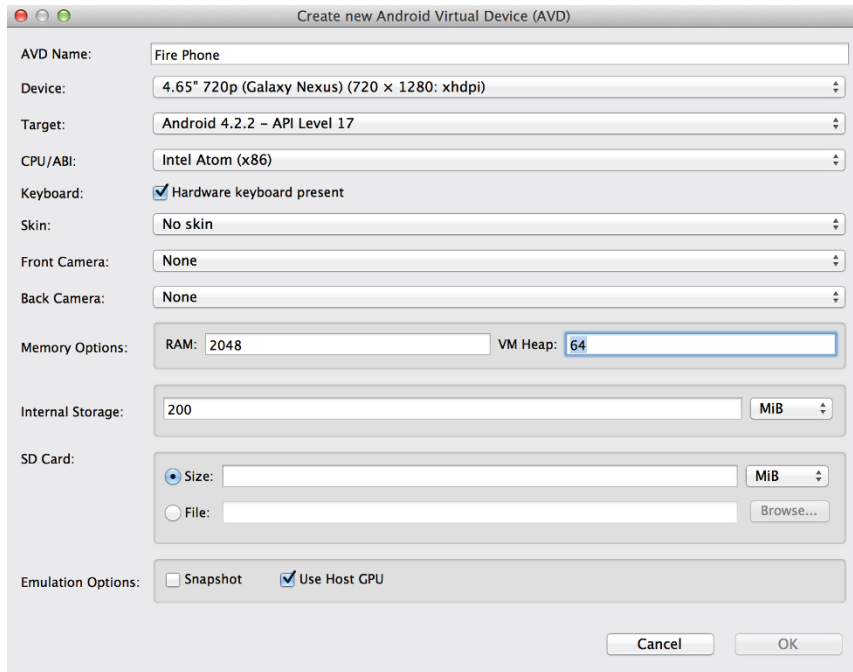 Create new Android Virtual Device (AVD)
AVD Name: Fire Phone
Device: 4.65" 720p (Galaxy Nexus) (720 × 1280: xhdpi)
Target: Android 4.2.2 – API Level 17
CPU/ABI: Intel Atom (x86)
Keyboard: Hardware keyboard present
Skin: No skin
Front Camera: None
Back Camera: None
Memory Options: RAM: 2048 VM Heap: 64
Internal Storage: 200 MiB
SD Card:
Size: MiB
File: Browse...
Emulation Options: Snapshot Use Host GPU
Cancel OK